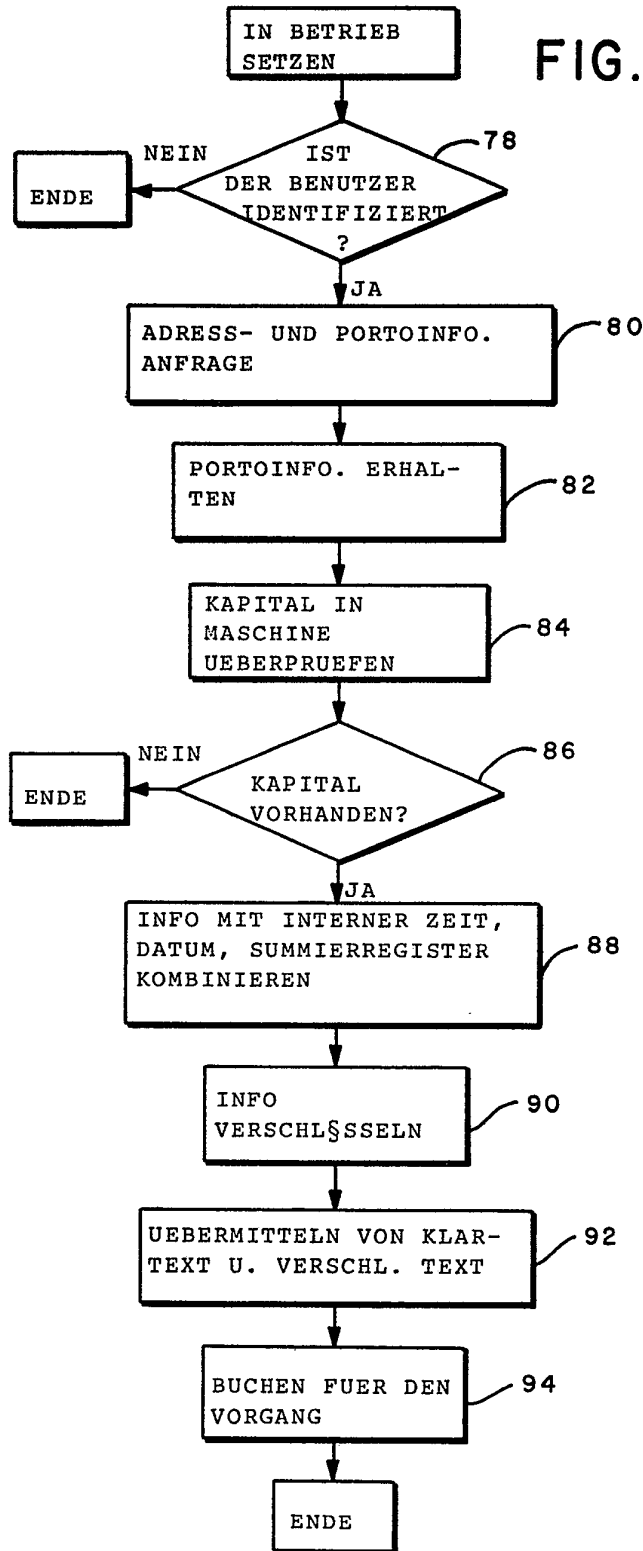 IN BETRIEB
SETZEN
FIG.
78
NEIN
IST
DER BENUTZER
IDENTIFIZIERT
?
ENDE
JA
80
ADRESS- UND PORTOINFO.
ANFRAGE
82
PORTOINFO. ERHAL-
TEN
84
KAPITAL IN
MASCHINE
UEBERPRUEFEN
86
NEIN
KAPITAL
VORHANDEN?
ENDE
JA
88
INFO MIT INTERNER ZEIT,
DATUM, SUMMIERREGISTER
KOMBINIEREN
90
INFO
VERSCHL§SSELN
92
UEBERMITTELN VON KLAR-
TEXT U. VERSCHL. TEXT
94
BUCHEN FUER DEN
VORGANG
ENDE